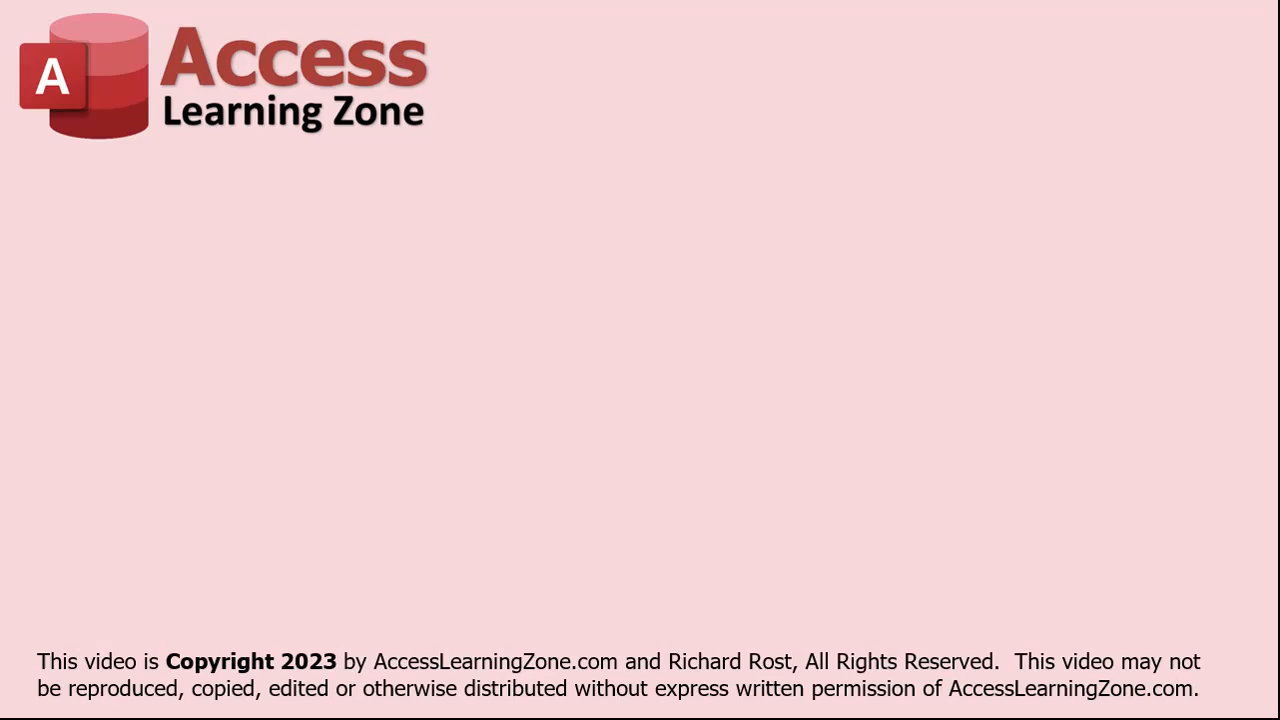 A
Access
Learning Zone
This video is Copyright 2023 by AccessLearningZone.com and Richard Rost, All Rights Reserved.  This video may not
be reproduced, copied, edited or otherwise distributed without express written permission of AccessLearningZone.com.